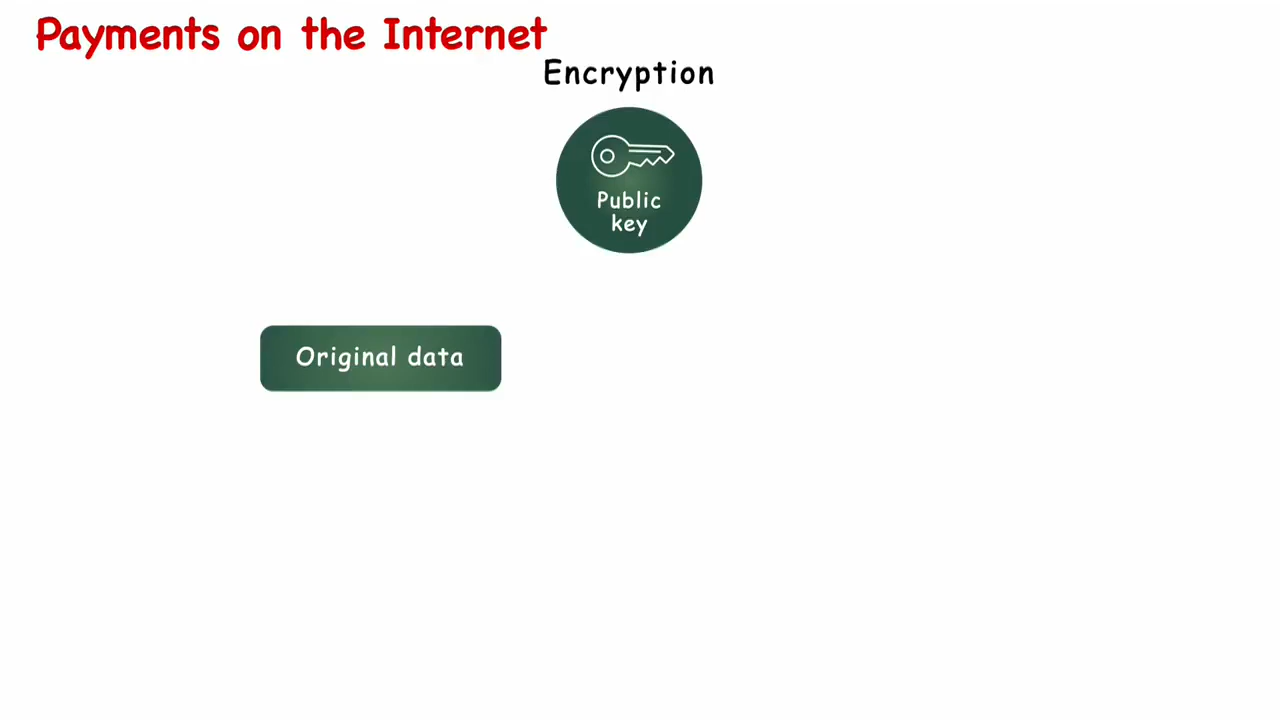 Payments on the Internet
Encryption
Public
key
Original data